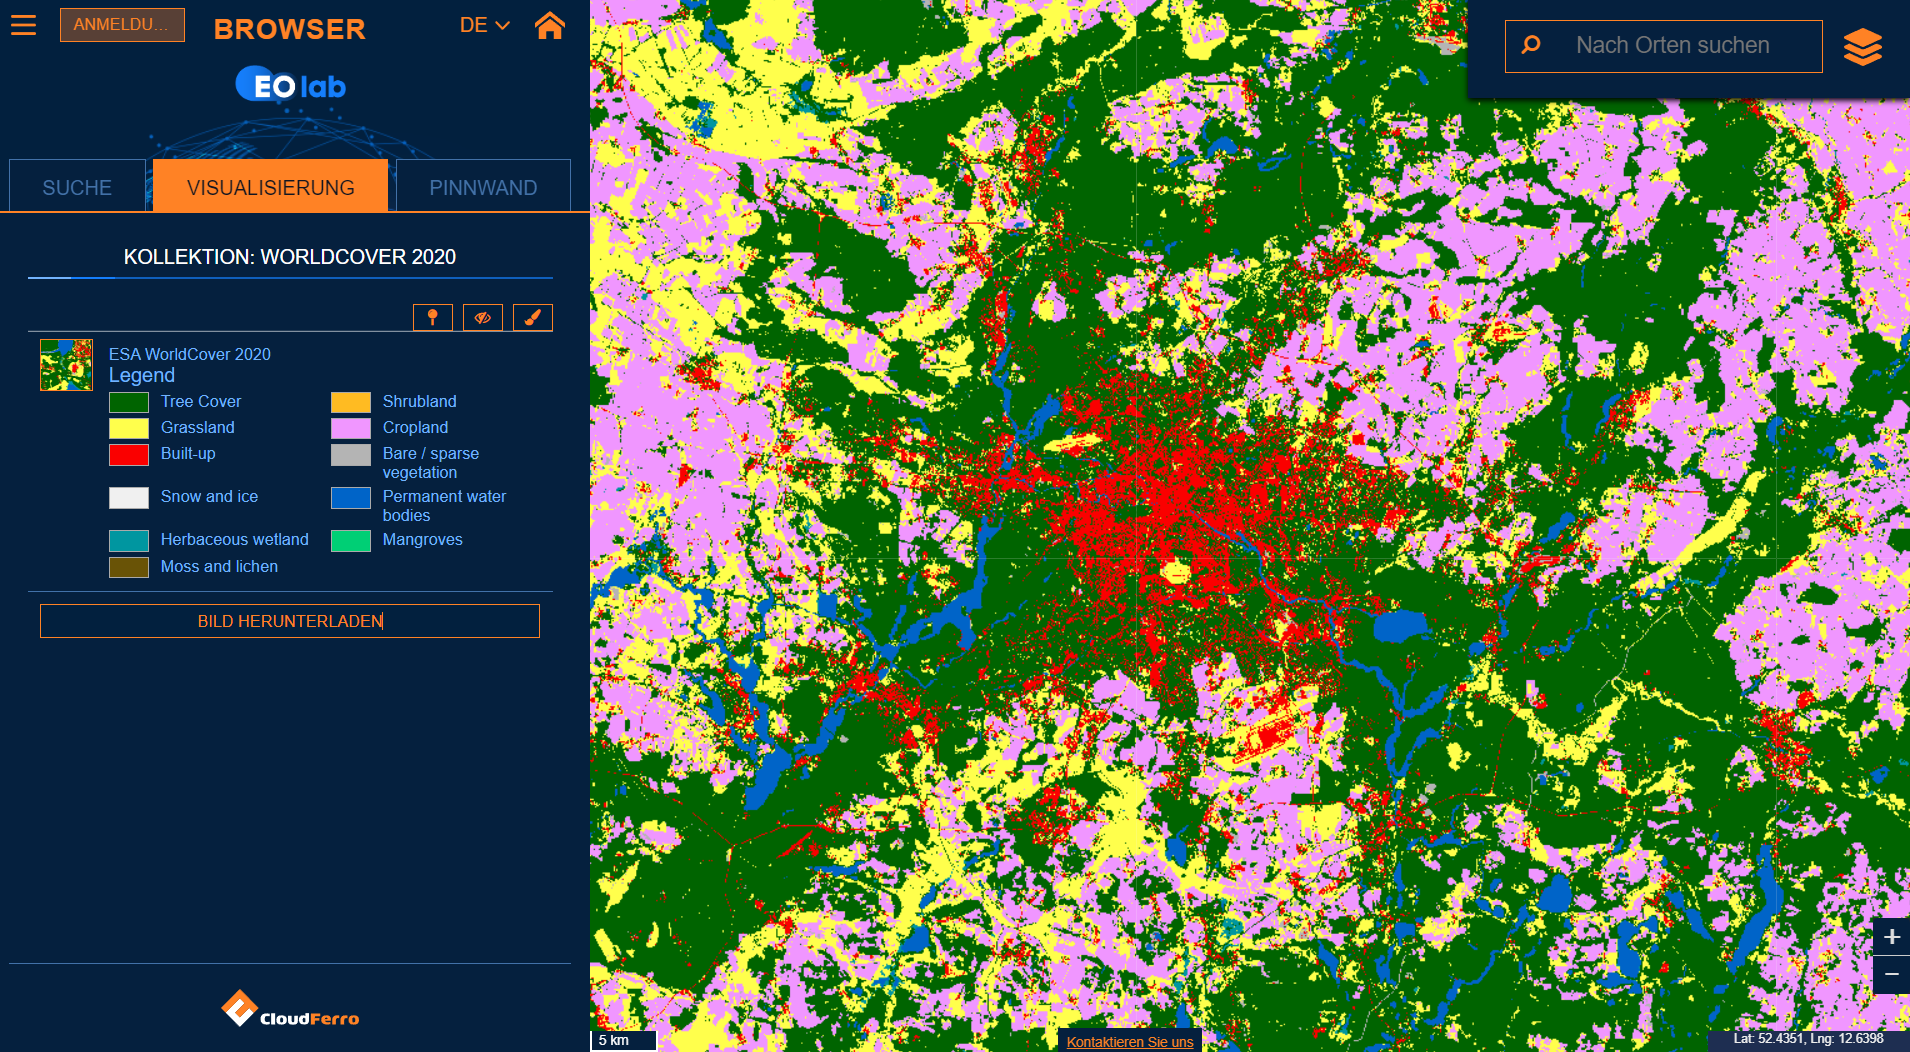 ANMELDU...
BROWSER
DE
EO lab
SUCHE
VISUALISIERUNG
PINNWAND
KOLLEKTION: WORLDCOVER 2020
ESA WorldCover 2020
Legend
Tree Cover
Shrubland
Grassland
Cropland
Built-up
Bare / sparse
vegetation
Snow and ice
Permanent water
bodies
Herbaceous wetland
Mangroves
Moss and lichen
BILD HERUNTERLADEN
CloudFerro
Nach Orten suchen
+
−
5 km
Kontaktieren Sie uns
Lat: 52.4351, Lng: 12.6398